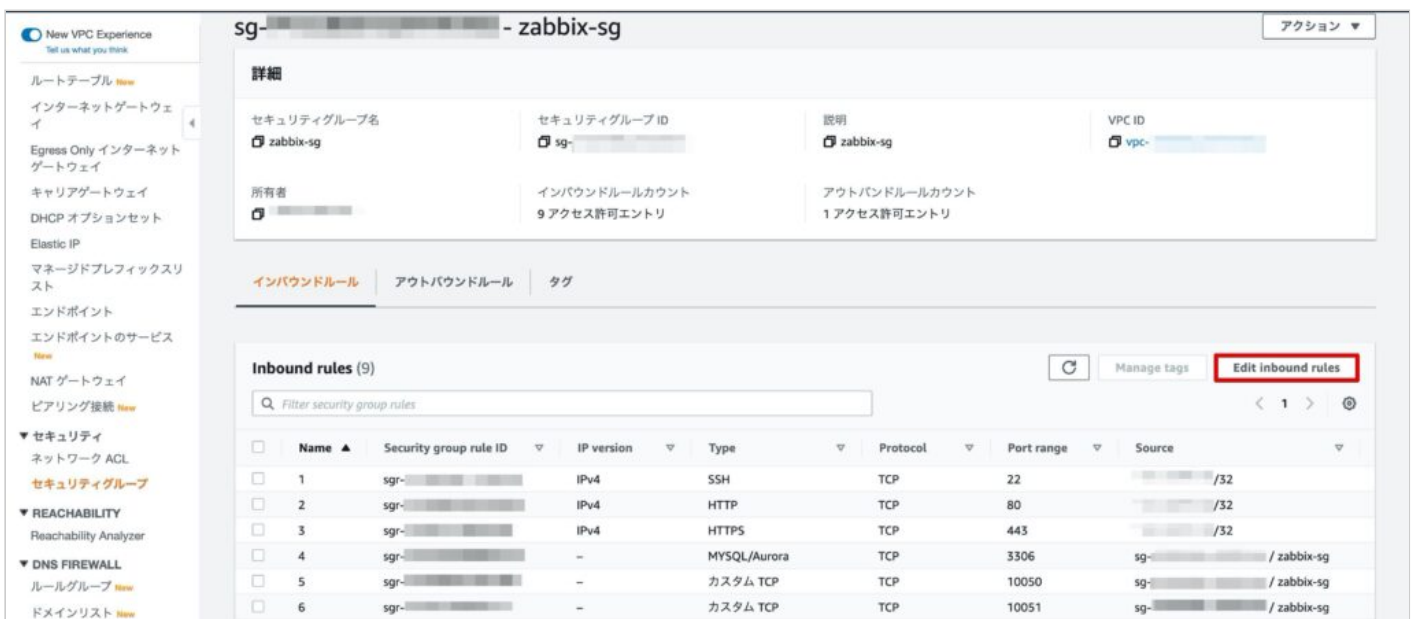 sg- - zabbix-sg
アクション ▼
New VPC Experience
Tell us what you think
ルートテーブル New
インターネットゲートウェ
イ
Egress Only インターネット
ゲートウェイ
キャリアゲートウェイ
DHCP オプションセット
Elastic IP
マネージドプレフィックスリ
スト
エンドポイント
エンドポイントのサービス
New
NAT ゲートウェイ
ピアリング接続 New
▼ セキュリティ
ネットワーク ACL
セキュリティグループ
▼ REACHABILITY
Reachability Analyzer
▼ DNS FIREWALL
ルールグループ New
ドメインリスト New
詳細
セキュリティグループ名
zabbix-sg
セキュリティグループ ID
sg-
説明
zabbix-sg
VPC ID
vpc-
所有者
インバウンドルールカウント
9 アクセス許可エントリ
アウトバンドルールカウント
1 アクセス許可エントリ
インバウンドルール アウトバウンドルール タグ
Inbound rules (9)
Manage tags
Edit inbound rules
Filter security group rules
< 1 >
Name ▲ Security group rule ID IP version Type Protocol Port range Source
1 sgr- IPv4 SSH TCP 22 /32
2 sgr- IPv4 HTTP TCP 80 /32
3 sgr- IPv4 HTTPS TCP 443 /32
4 sgr- – MYSQL/Aurora TCP 3306 sg- / zabbix-sg
5 sgr- – カスタム TCP TCP 10050 sg- / zabbix-sg
6 sgr- – カスタム TCP TCP 10051 sg- / zabbix-sg